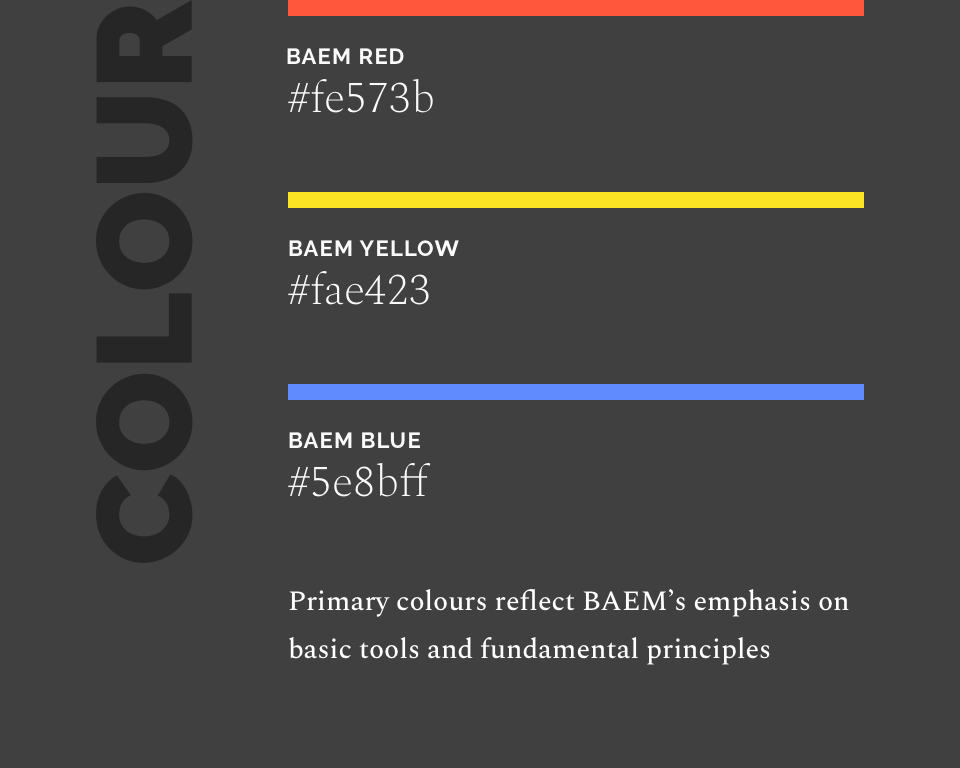 COLOUR
BAEM RED
#fe573b
BAEM YELLOW
#fae423
BAEM BLUE
#5e8bff
Primary colours reflect BAEM’s emphasis on
basic tools and fundamental principles